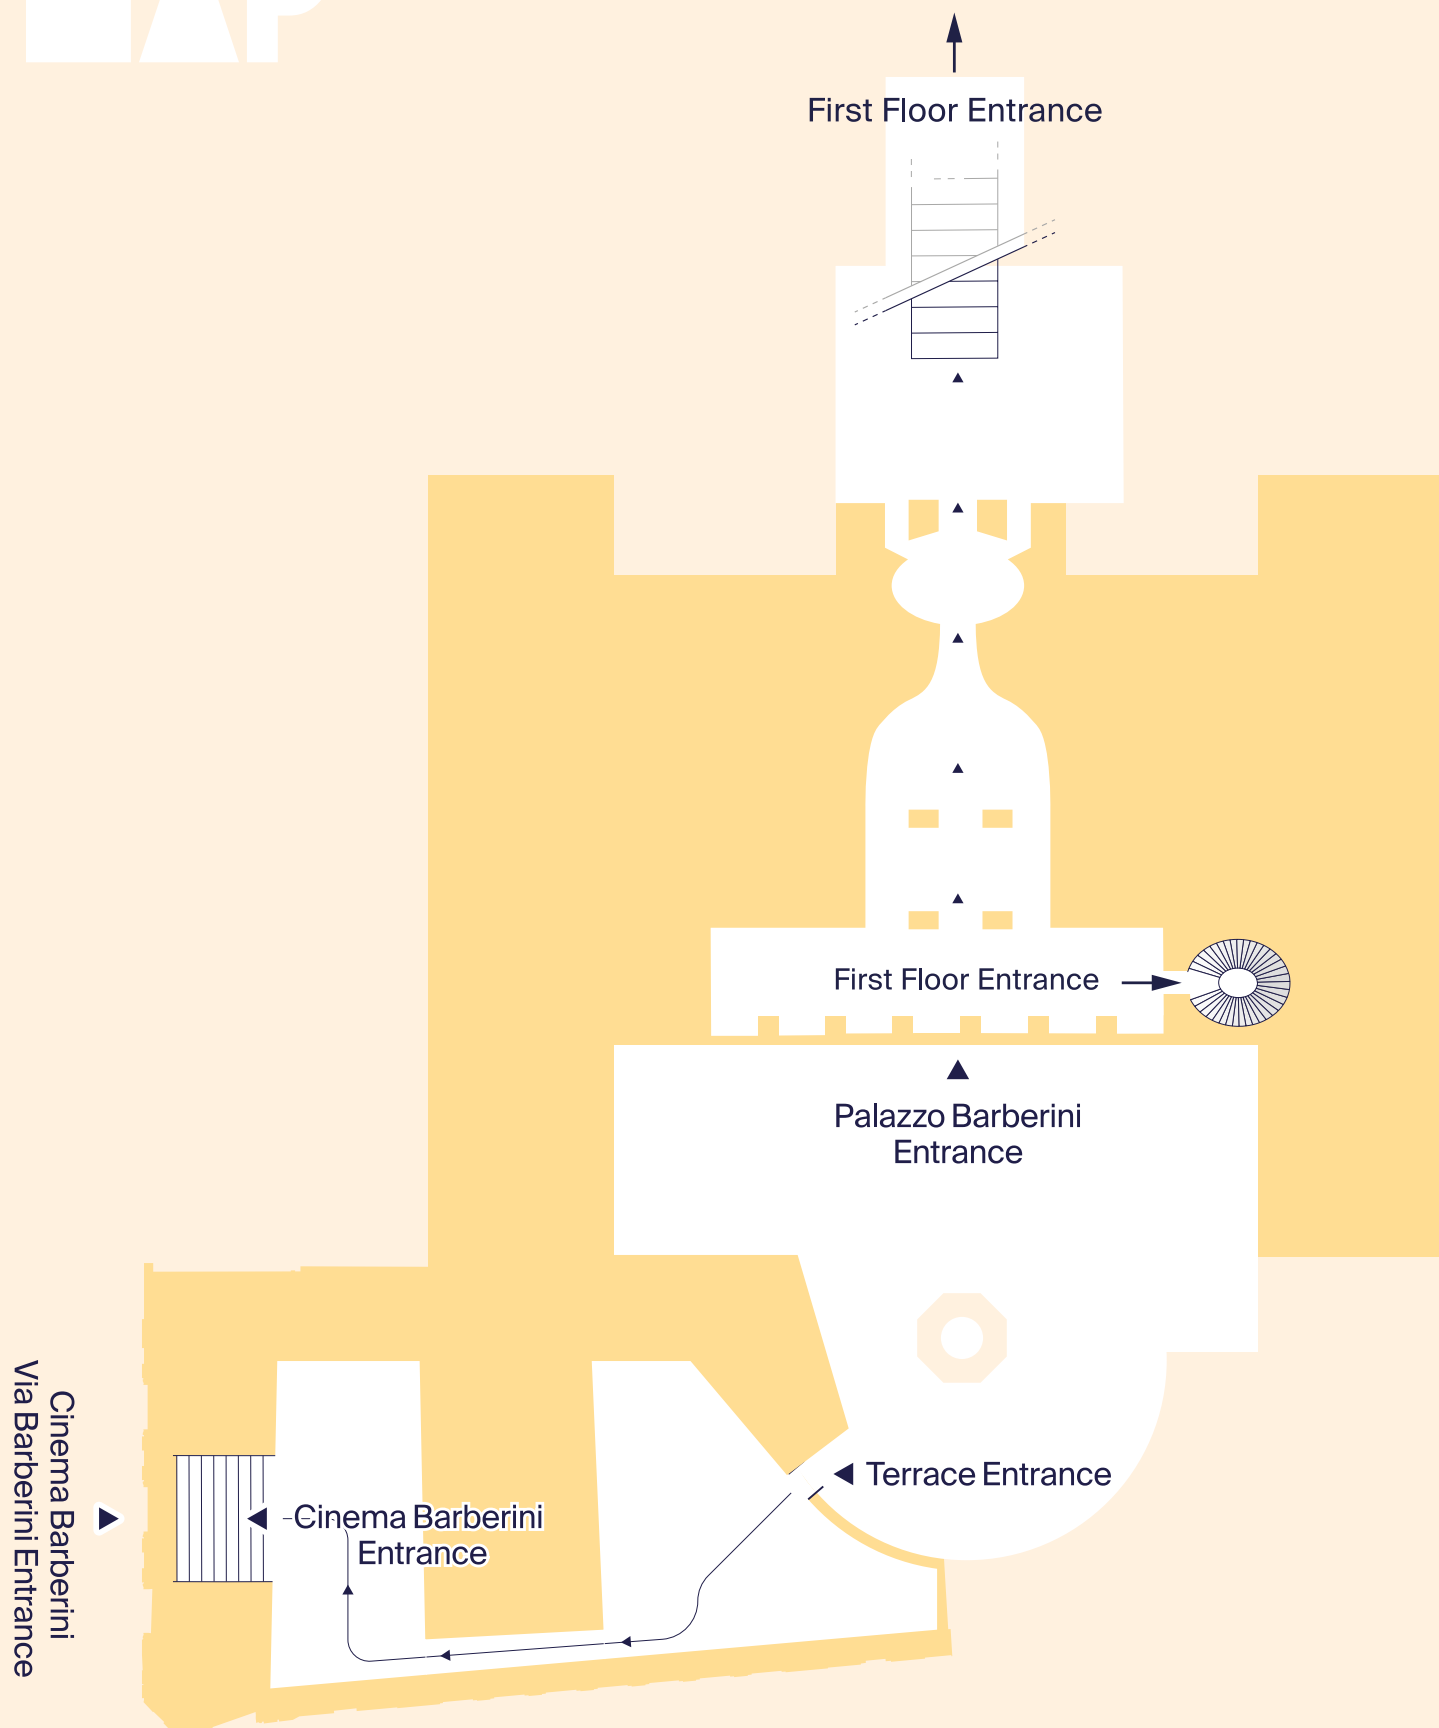 MAP
First Floor Entrance
First Floor Entrance
Palazzo Barberini
Entrance
Terrace Entrance
Cinema Barberini
Entrance
Cinema Barberini
Via Barberini Entrance